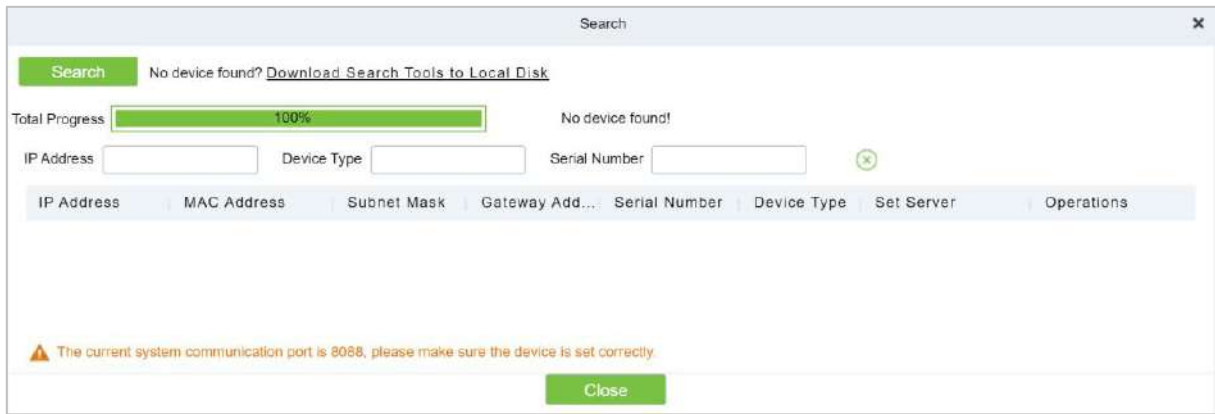 Search
Search No device found? Download Search Tools to Local Disk
Total Progress 100% No device found!
IP Address Device Type Serial Number
IP Address MAC Address Subnet Mask Gateway Add... Serial Number Device Type Set Server Operations
The current system communication port is 8088, please make sure the device is set correctly.
Close